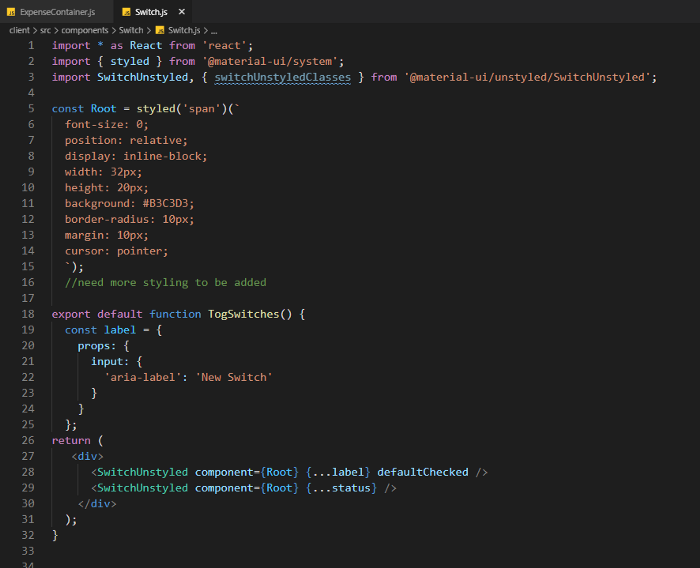 JS ExpenseContainer.js JS Switch.js ×
client > src > components > Switch > JS Switch.js > ...
1 import * as React from 'react';
2 import { styled } from '@material-ui/system';
3 import SwitchUnstyled, { switchUnstyledClasses } from '@material-ui/unstyled/SwitchUnstyled';
4
5 const Root = styled('span')(`
6 font-size: 0;
7 position: relative;
8 display: inline-block;
9 width: 32px;
10 height: 20px;
11 background: #B3C3D3;
12 border-radius: 10px;
13 margin: 10px;
14 cursor: pointer;
15 `);
16 //need more styling to be added
17
18 export default function TogSwitches() {
19 const label = {
20 props: {
21 input: {
22 'aria-label': 'New Switch'
23 }
24 }
25 };
26 return (
27 <div>
28 <SwitchUnstyled component={Root} {...label} defaultChecked />
29 <SwitchUnstyled component={Root} {...status} />
30 </div>
31 );
32 }
33
34